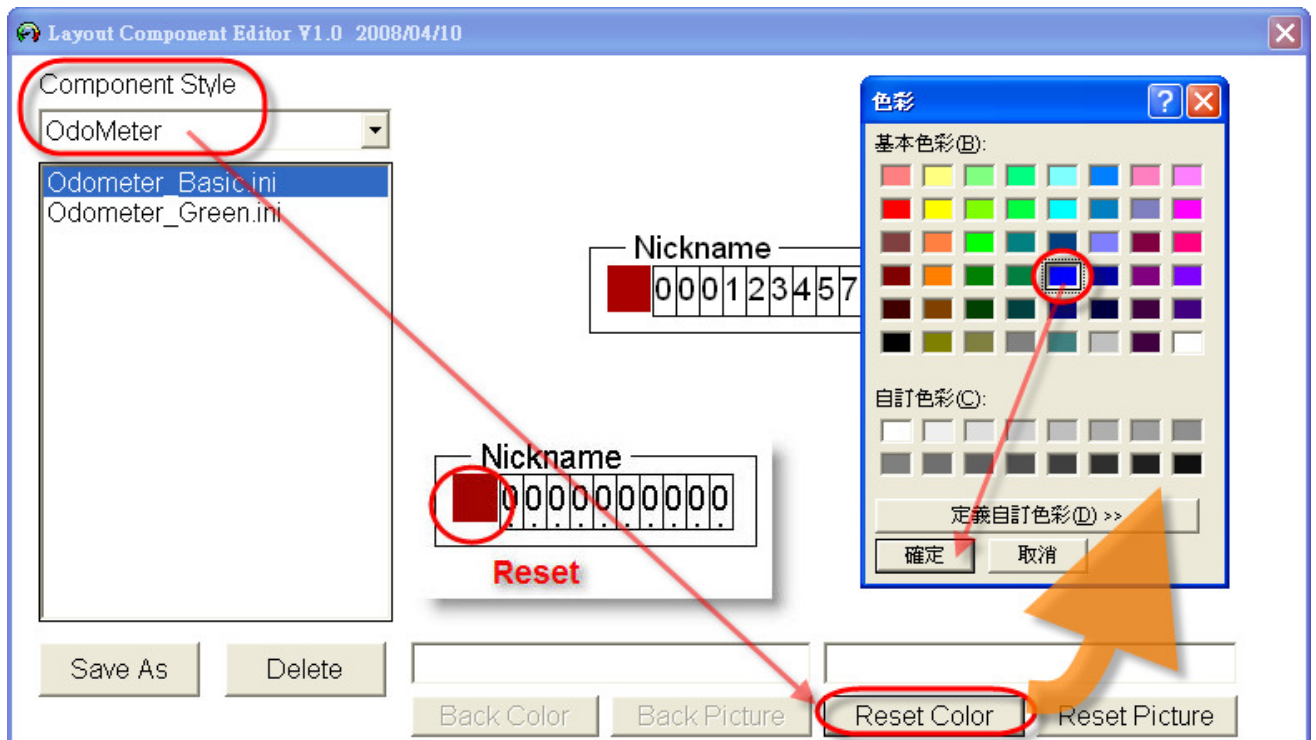 Layout Component Editor V1.0 2008/04/10
Component Style
OdoMeter
Odometer_Basic.ini
Odometer_Green.ini
Nickname
000123457
Nickname
0000000000
. . . . . . . . . .
Reset
色彩
基本色彩(B):
自訂色彩(C):
定義自訂色彩(D) >>
確定
取消
Save As
Delete
Back Color
Back Picture
Reset Color
Reset Picture